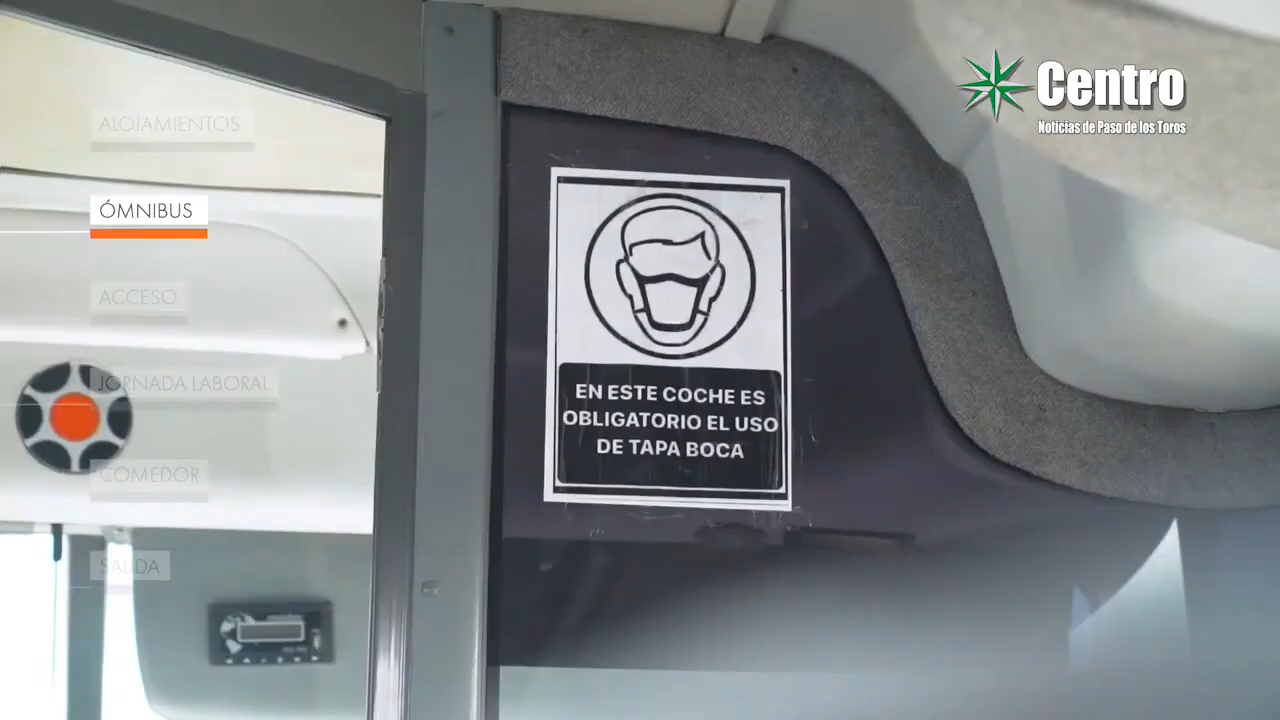 Centro
Noticias de Paso de los Toros
ALOJAMIENTOS
ÓMNIBUS
ACCESO
JORNADA LABORAL
COMEDOR
SALIDA
EN ESTE COCHE ES
OBLIGATORIO EL USO
DE TAPA BOCA